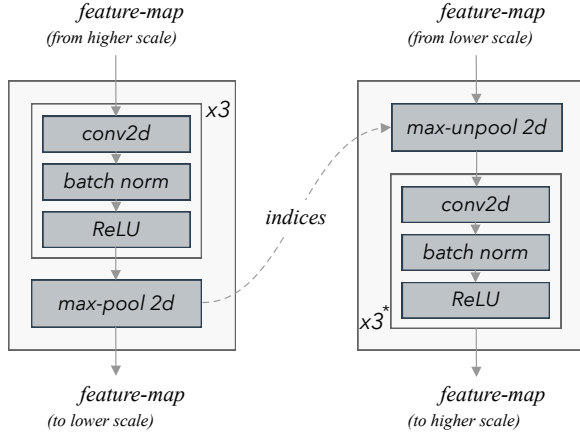 feature-map
(from higher scale)
x3
conv2d
batch norm
ReLU
max-pool 2d
feature-map
(to lower scale)
indices
feature-map
(from lower scale)
max-unpool 2d
conv2d
batch norm
ReLU
x3*
feature-map
(to higher scale)